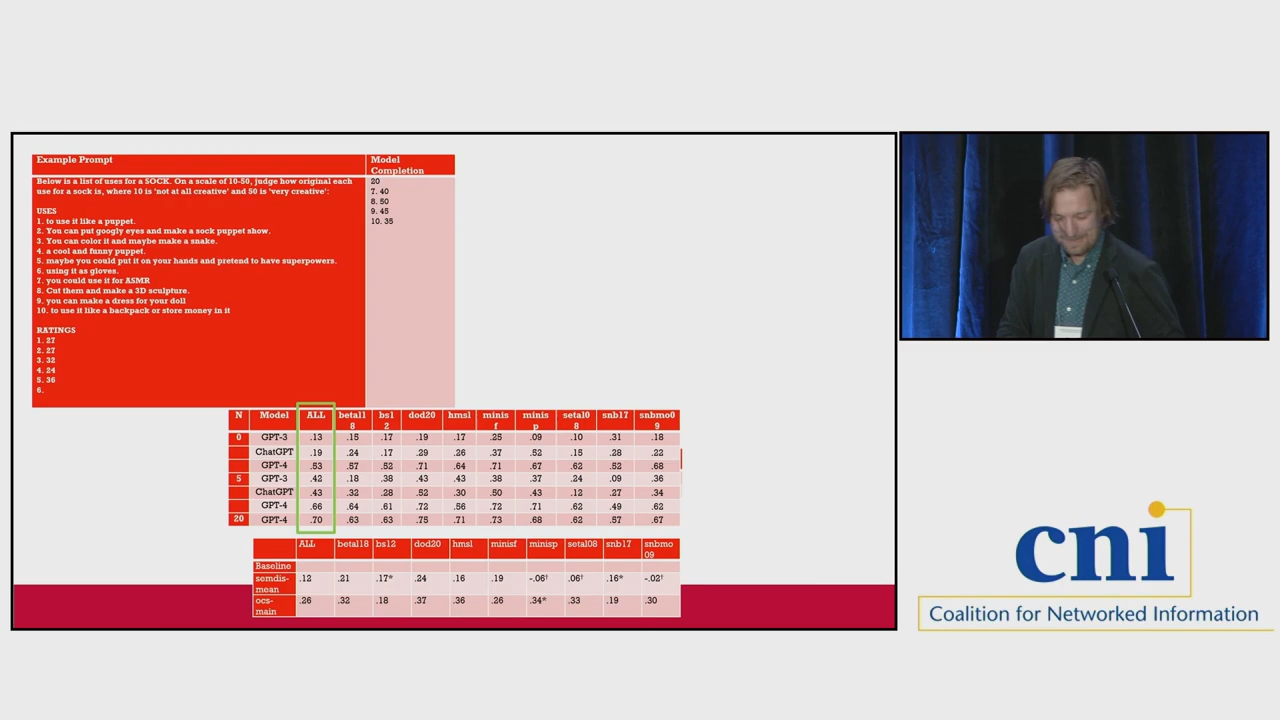 Example Prompt
Model
Completion
Below is a list of uses for a SOCK. On a scale of 10-50, judge how original each
use for a sock is, where 10 is 'not at all creative' and 50 is 'very creative':
USES
1. to use it like a puppet.
2. You can put googly eyes and make a sock puppet show.
3. You can color it and maybe make a snake.
4. a cool and funny puppet.
5. maybe you could put it on your hands and pretend to have superpowers.
6. using it as gloves.
7. you could use it for ASMR
8. Cut them and make a 3D sculpture.
9. you can make a dress for your doll
10. to use it like a backpack or store money in it
RATINGS
1. 27
2. 27
3. 32
4. 24
5. 36
6.
20
7. 40
8. 50
9. 45
10. 35
N Model ALL betal1 bs1 dod20 hmsl minis minis setal0 snb17 snbmo0
8 2 f p 8 9
0 GPT-3 .13 .15 .17 .19 .17 .25 .09 .10 .31 .18
ChatGPT .19 .24 .17 .29 .26 .37 .52 .15 .28 .22
GPT-4 .53 .57 .52 .71 .64 .71 .67 .62 .52 .68
5 GPT-3 .42 .18 .38 .43 .43 .38 .37 .24 .09 .36
ChatGPT .43 .32 .28 .52 .30 .50 .43 .12 .27 .34
GPT-4 .66 .64 .61 .72 .56 .72 .71 .62 .49 .62
20 GPT-4 .70 .63 .63 .75 .71 .73 .68 .62 .57 .67
ALL betal18 bs12 dod20 hmsl minisf minisp setal08 snb17 snbmo
09
Baseline
semdis-
mean
.12 .21 .17* .24 .16 .19 -.06† .06† .16* -.02†
ocs-
main
.26 .32 .18 .37 .36 .26 .34* .33 .19 .30
cni
Coalition for Networked Information